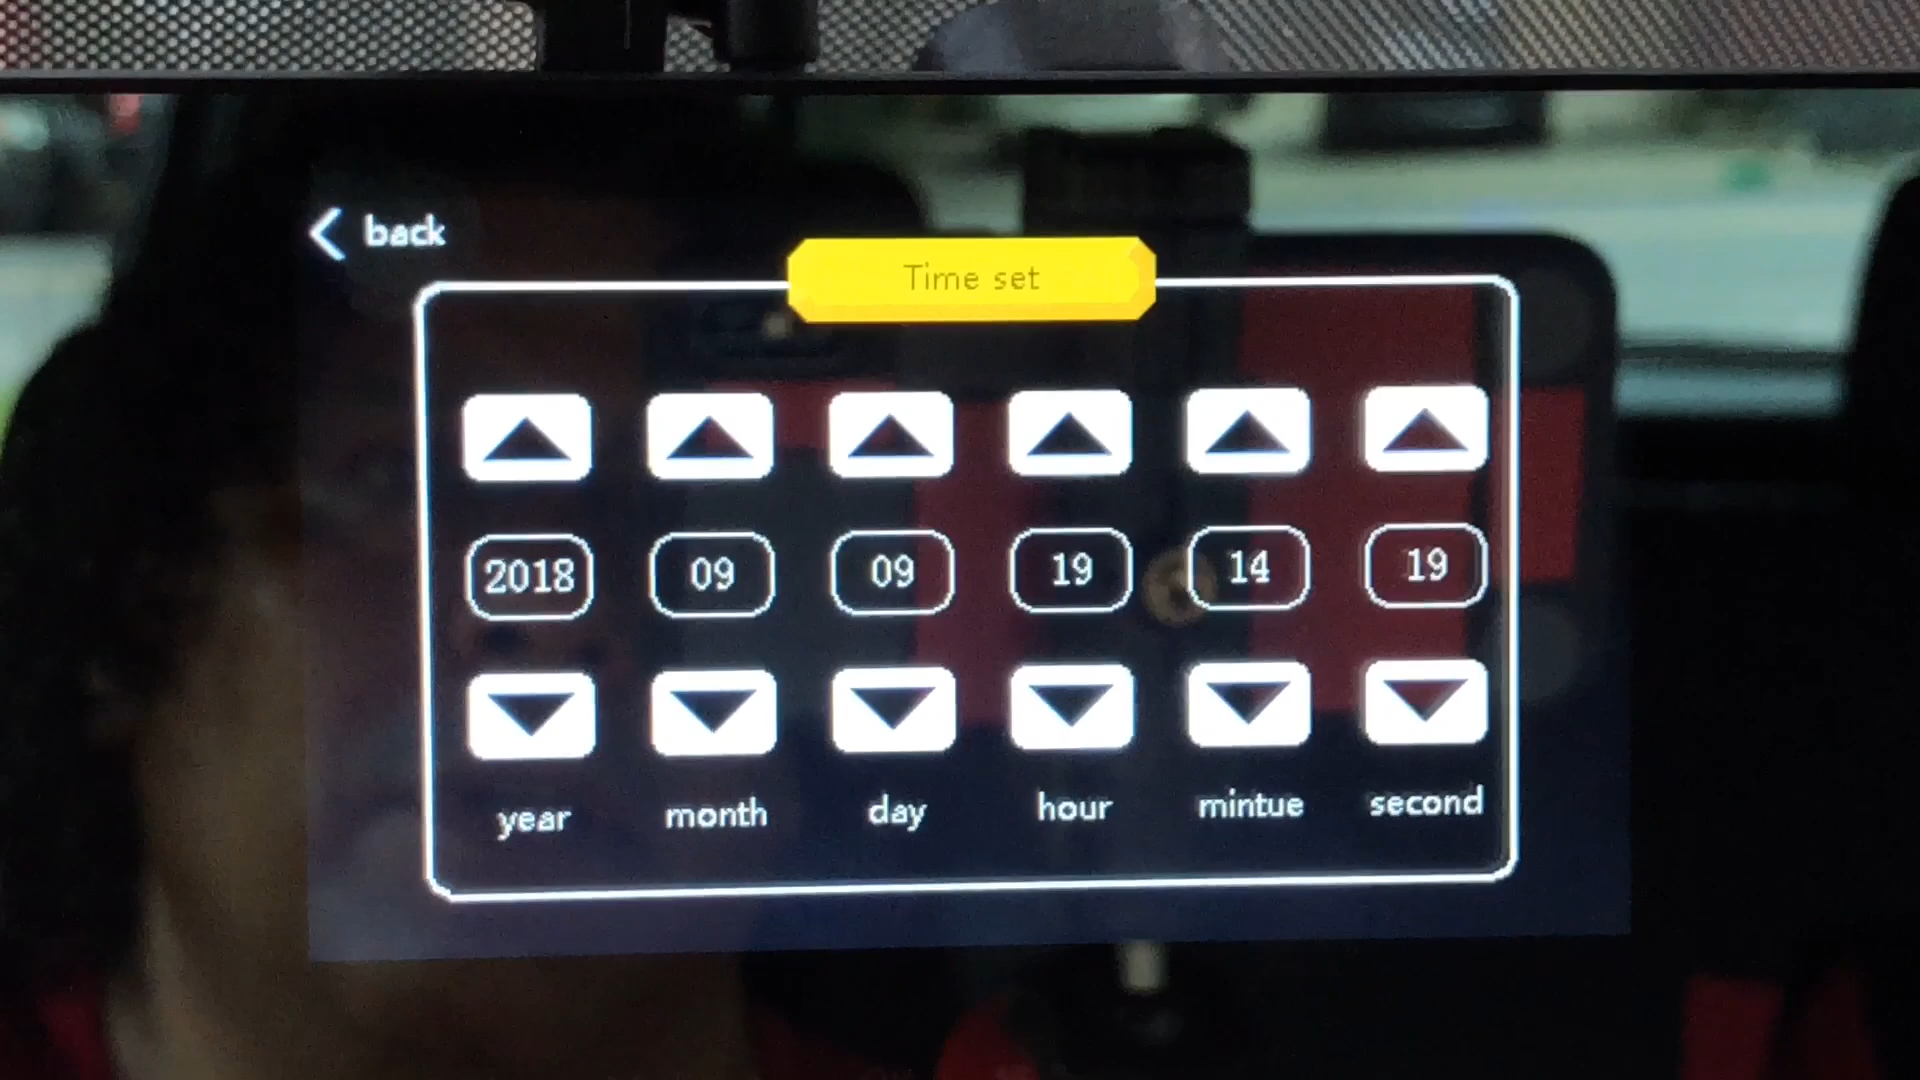 back
Time set
2018 09 09 19 14 19
year month day hour mintue second